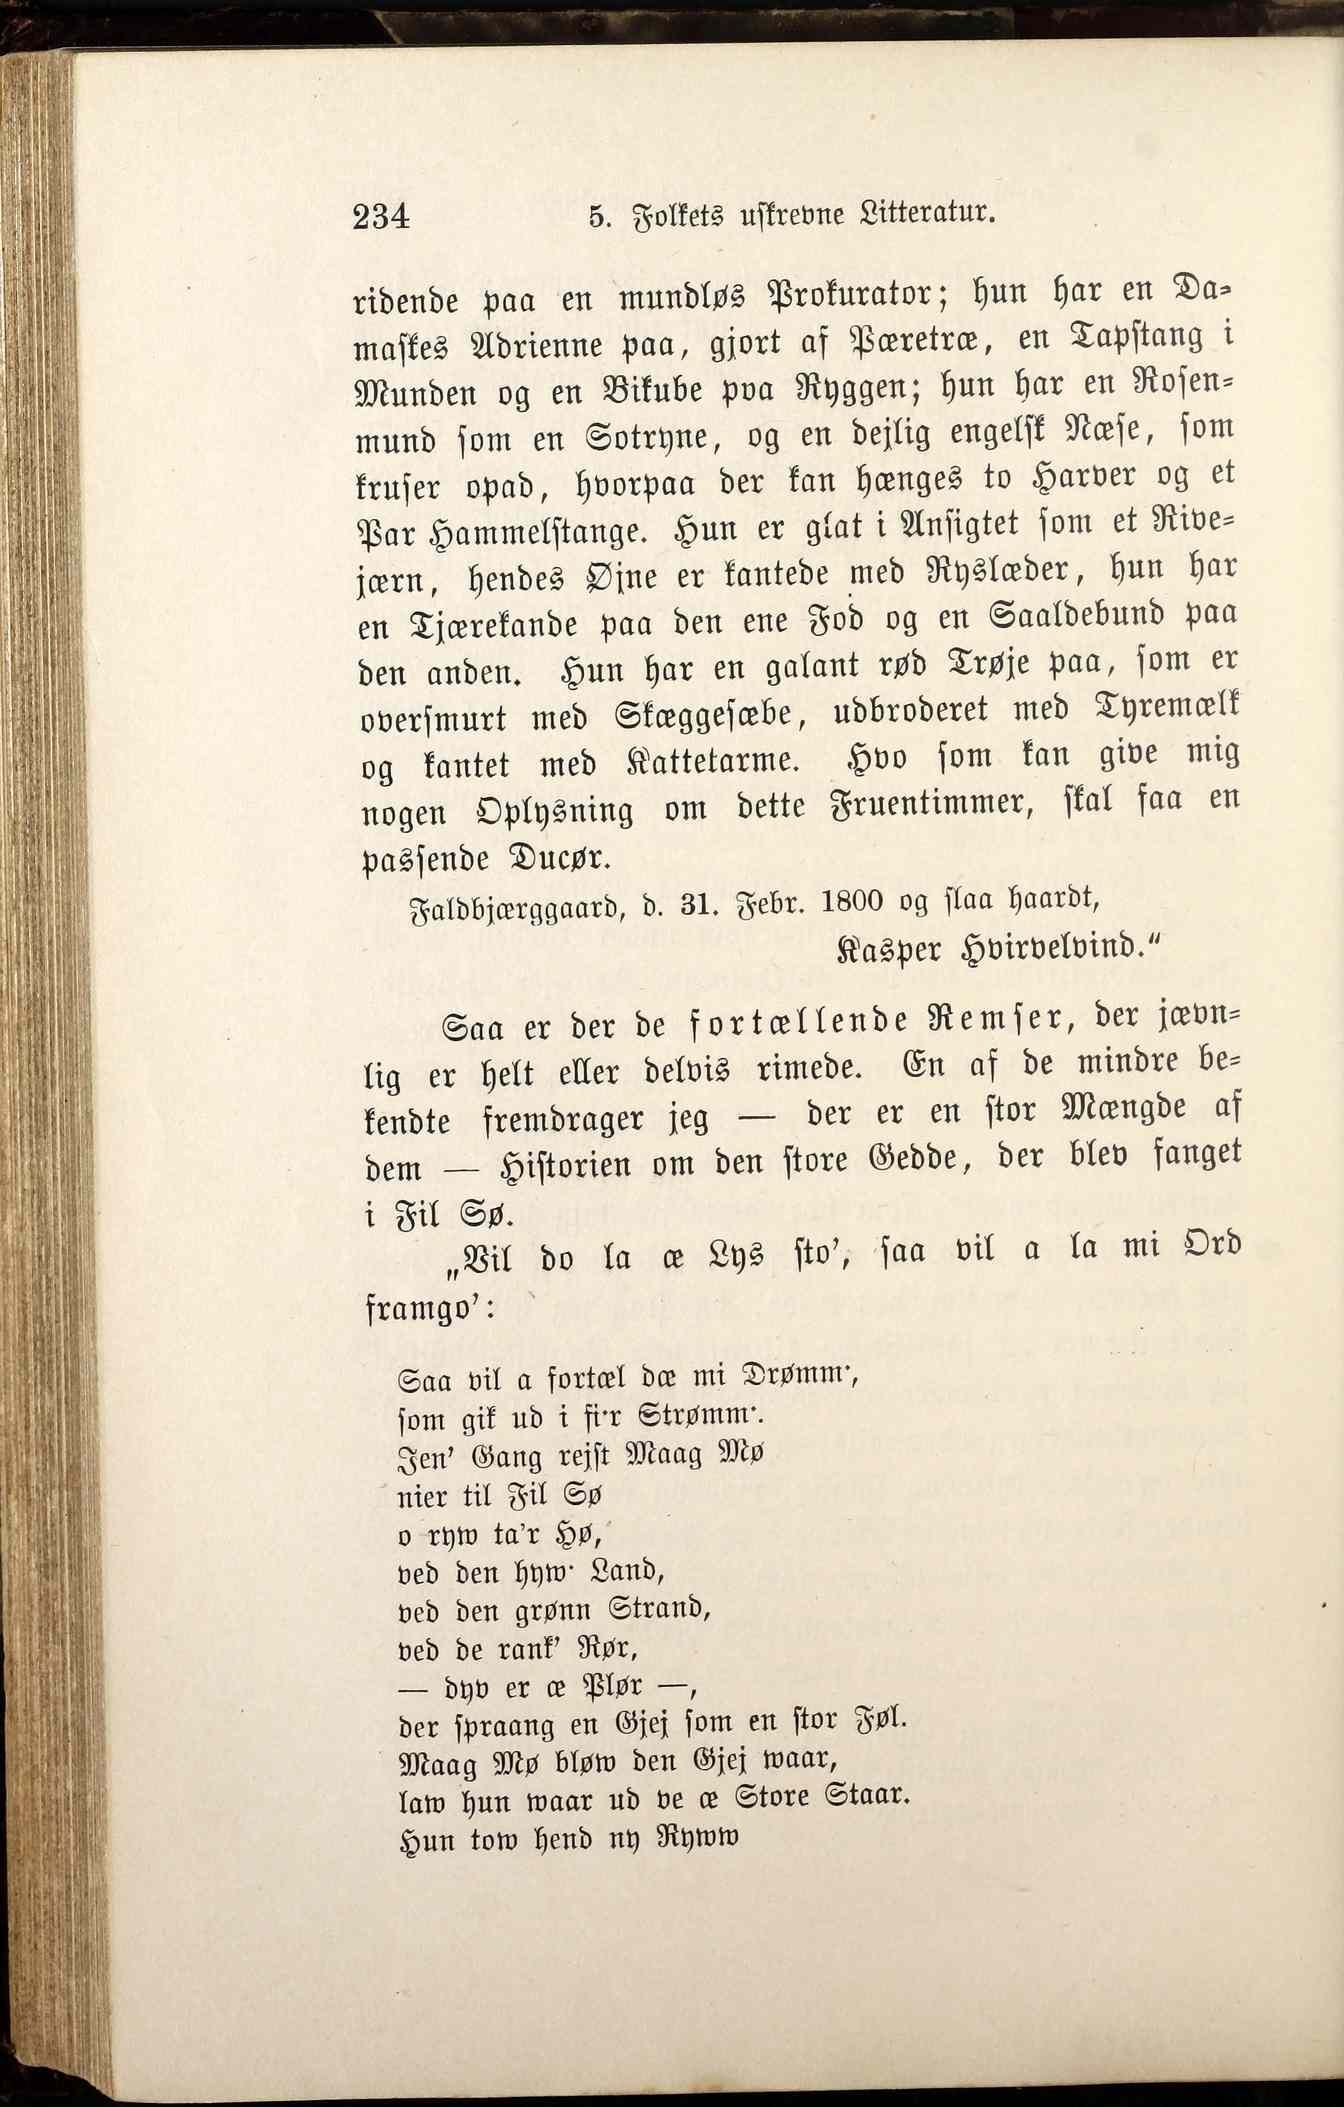 234 5. Folkets uskrevne Litteratur.
ridende paa en mundløs Prokurator; hun har en Da-
maskes Adrienne paa, gjort af Pæretræ, en Tapstang i
Munden og en Bikube pva Ryggen; hun har en Rosen-
mund som en Sotryne, og en dejlig engelsk Næse, som
kruser opad, hvorpaa der kan hænges to Harver og et
Par Hammelstange. Hun er glat i Ansigtet som et Rive-
jærn, hendes Øjne er kantede med Ryslæder, hun har
en Tjærekande paa den ene Fod og en Saaldebund paa
den anden. Hun har en galant rød Trøje paa, som er
oversmurt med Skæggesæbe, udbroderet med Tyremælk
og kantet med Kattetarme. Hvo som kan give mig
nogen Oplysning om dette Fruentimmer, skal faa en
passende Ducør.
Faldbjærggaard, d. 31. Febr. 1800 og slaa haardt,
Kasper Hvirvelvind.“
Saa er der de fortællende Remser, der jævn-
lig er helt eller delvis rimede. En af de mindre be-
kendte fremdrager jeg — der er en stor Mængde af
dem — Historien om den store Gedde, der blev fanget
i Fil Sø.
„Vil do la æ Lys sto’, saa vil a la mi Ord
framgo’:
Saa vil a fortæl dæ mi Drømm·,
som gik ud i fi·r Strømm·.
Jen’ Gang rejst Maag Mø
nier til Fil Sø
o ryw ta’r Hø,
ved den hyw· Land,
ved den grønn Strand,
ved de rank’ Rør,
— dyv er æ Plør —,
der spraang en Gjej som en stor Føl.
Maag Mø bløw den Gjej waar,
law hun waar ud ve æ Store Staar.
Hun tow hend ny Ryww